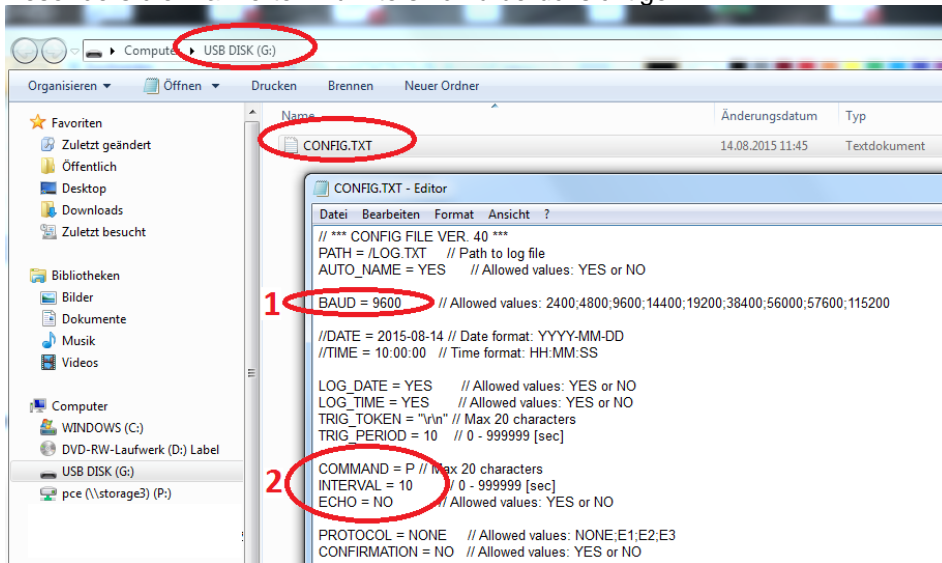 Computer ▸ USB DISK (G:)
Organisieren ▾ Öffnen ▾ Drucken Brennen Neuer Ordner
Favoriten
Zuletzt geändert
Öffentlich
Desktop
Downloads
Zuletzt besucht
Bibliotheken
Bilder
Dokumente
Musik
Videos
Computer
WINDOWS (C:)
DVD-RW-Laufwerk (D:) Label
USB DISK (G:)
pce (\\storage3) (P:)
Name Änderungsdatum Typ
CONFIG.TXT 14.08.2015 11:45 Textdokument
CONFIG.TXT - Editor
Datei Bearbeiten Format Ansicht ?
// *** CONFIG FILE VER. 40 ***
PATH = /LOG.TXT // Path to log file
AUTO_NAME = YES // Allowed values: YES or NO
1
BAUD = 9600 // Allowed values: 2400;4800;9600;14400;19200;38400;56000;57600;115200
//DATE = 2015-08-14 // Date format: YYYY-MM-DD
//TIME = 10:00:00 // Time format: HH:MM:SS
LOG_DATE = YES // Allowed values: YES or NO
LOG_TIME = YES // Allowed values: YES or NO
TRIG_TOKEN = "\r\n" // Max 20 characters
TRIG_PERIOD = 10 // 0 - 999999 [sec]
2
COMMAND = P // Max 20 characters
INTERVAL = 10 // 0 - 999999 [sec]
ECHO = NO // Allowed values: YES or NO
PROTOCOL = NONE // Allowed values: NONE;E1;E2;E3
CONFIRMATION = NO // Allowed values: YES or NO